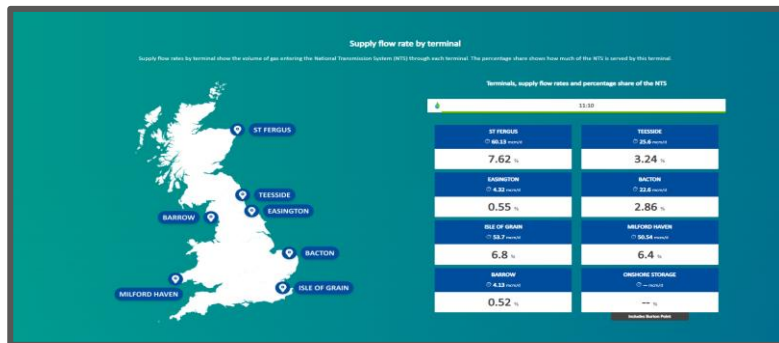 Supply flow rate by terminal
Supply flow rates by terminal show the volume of gas entering the National Transmission System (NTS) through each terminal. The percentage share shows how much of the NTS is served by this terminal
Terminals, supply flow rates and percentage share of the NTS
11:10
ST FERGUS
TEESSIDE
EASINGTON
BARROW
BACTON
MILFORD HAVEN
ISLE OF GRAIN
ST FERGUS
60.13 mcm/d
7.62 %
TEESSIDE
25.6 mcm/d
3.24 %
EASINGTON
4.32 mcm/d
0.55 %
BACTON
22.6 mcm/d
2.86 %
ISLE OF GRAIN
53.7 mcm/d
6.8 %
MILFORD HAVEN
50.54 mcm/d
6.4 %
BARROW
4.13 mcm/d
0.52 %
ONSHORE STORAGE
-- mcm/d
-- %
Includes Burton Point